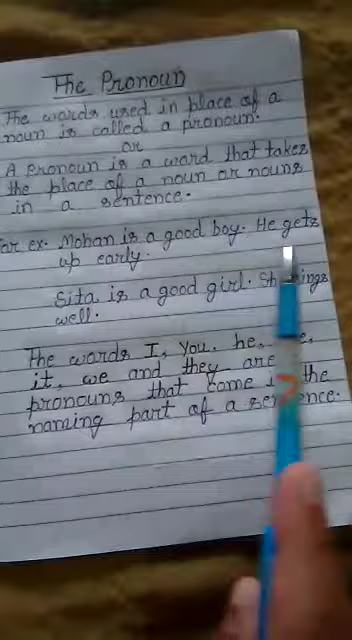 The Pronoun
The words used in place of a
noun is called a pronoun.
or
A Pronoun is a word that takes
the place of a noun or nouns
in a sentence.
For ex. Mohan is a good boy. He gets
up early.
Sita is a good girl. She sings
well.
The words I, You, he,
it, we and they are
pronouns that come in the
naming part of a sentence.